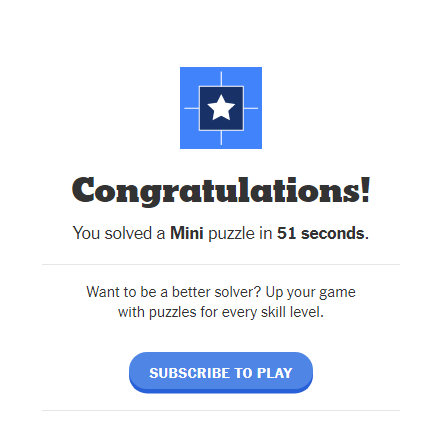 Congratulations!
You solved a Mini puzzle in 51 seconds.
Want to be a better solver? Up your game
with puzzles for every skill level.
SUBSCRIBE TO PLAY